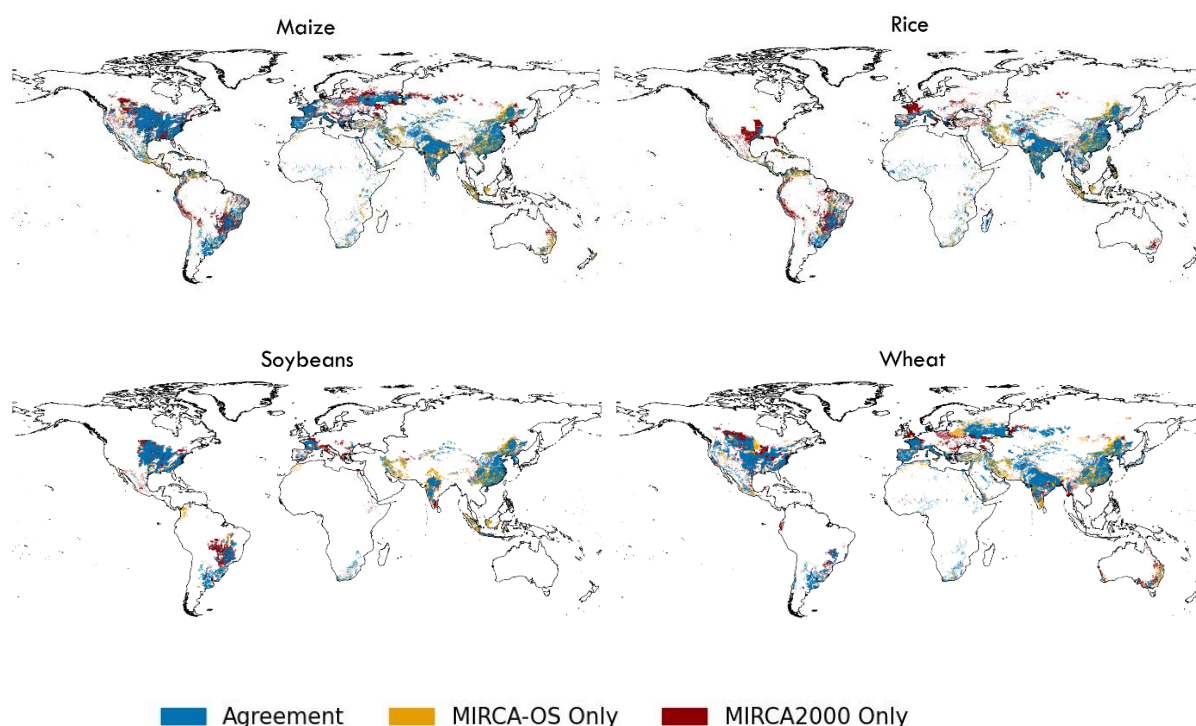 Maize
Rice
Soybeans
Wheat
Agreement
MIRCA-OS Only
MIRCA2000 Only